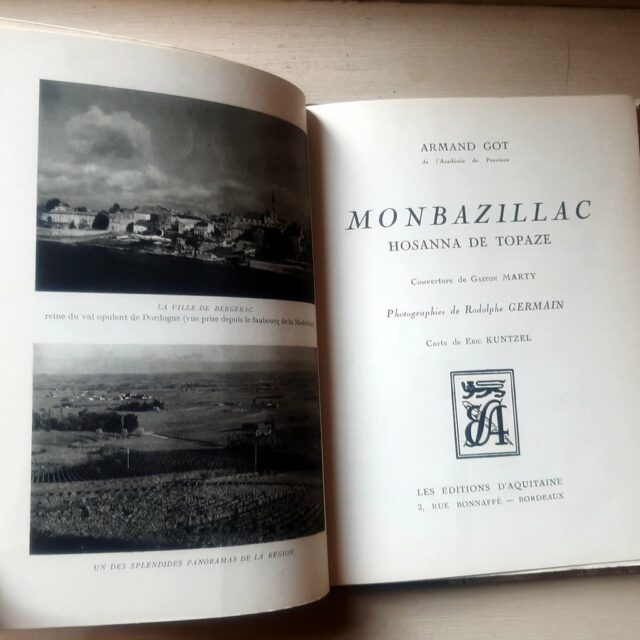 LA VILLE DE BERGERAC
reine du val opulent de Dordogne (vue prise depuis le faubourg de la Madeleine
UN DES SPLENDIDES PANORAMAS DE LA RÉGION.
ARMAND GOT
de l'Académie de Province
MONBAZILLAC
HOSANNA DE TOPAZE
Couverture de GASTON MARTY
Photographies de Rodolphe GERMAIN
Carte de ERIC KUNTZEL
LES EDITIONS D'AQUITAINE
2, RUE BONNAFFÉ — BORDEAUX